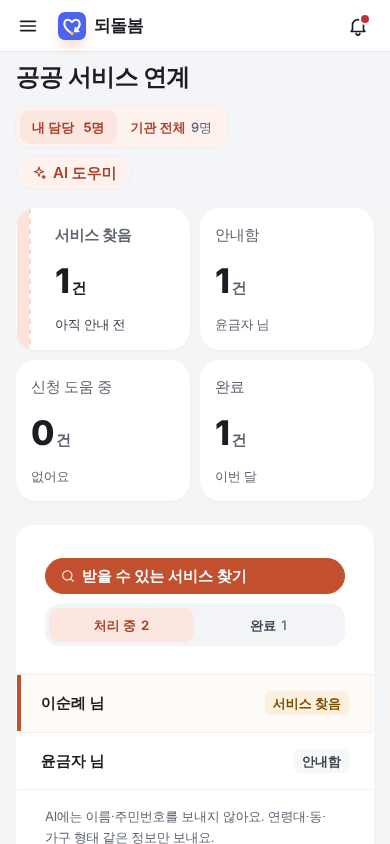 되돌봄
공공 서비스 연계
내 담당 5명 기관 전체 9명
AI 도우미
서비스 찾음
1건
아직 안내 전
안내함
1건
윤금자 님
신청 도움 중
0건
없어요
완료
1건
이번 달
받을 수 있는 서비스 찾기
처리 중 2 완료 1
이순례 님 서비스 찾음
윤금자 님 안내함
AI에는 이름·주민번호를 보내지 않아요. 연령대·동·
가구 형태 같은 정보만 보내요.